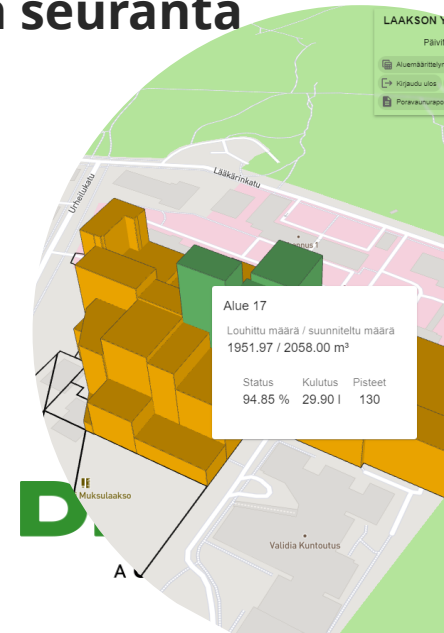 seuranta
LAAKSON Y
Päivit
Aluemäärittelyn
Kirjaudu ulos
Poravaunurapo
Urheilukatu
Lääkärinkatu
Alue 17
Louhittu määrä / suunniteltu määrä
1951.97 / 2058.00 m³
Status Kulutus Pisteet
94.85 % 29.90 l 130
Muksulaakso
Validia Kuntoutus